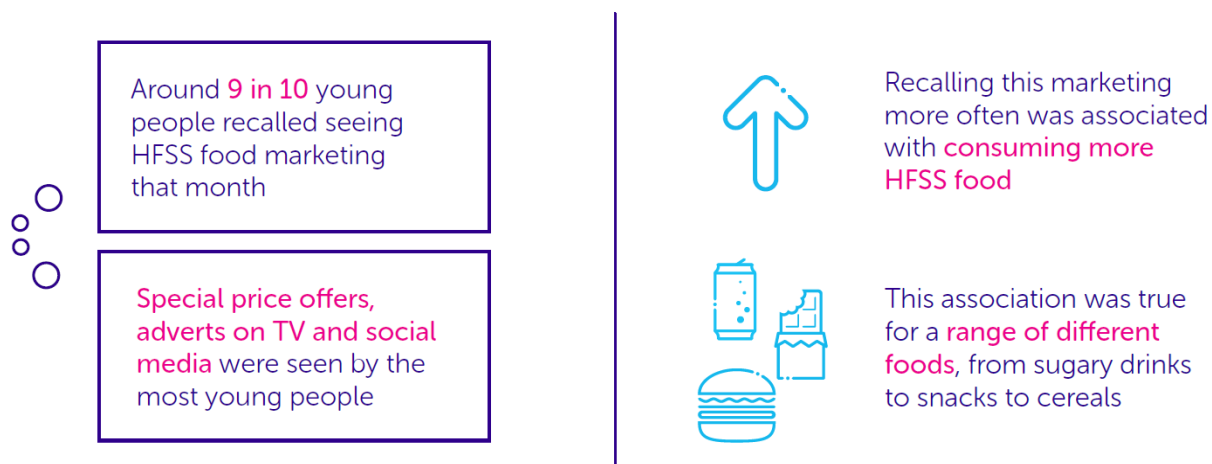 Around 9 in 10 young
people recalled seeing
HFSS food marketing
that month
Special price offers,
adverts on TV and social
media were seen by the
most young people
Recalling this marketing
more often was associated
with consuming more
HFSS food
This association was true
for a range of different
foods, from sugary drinks
to snacks to cereals